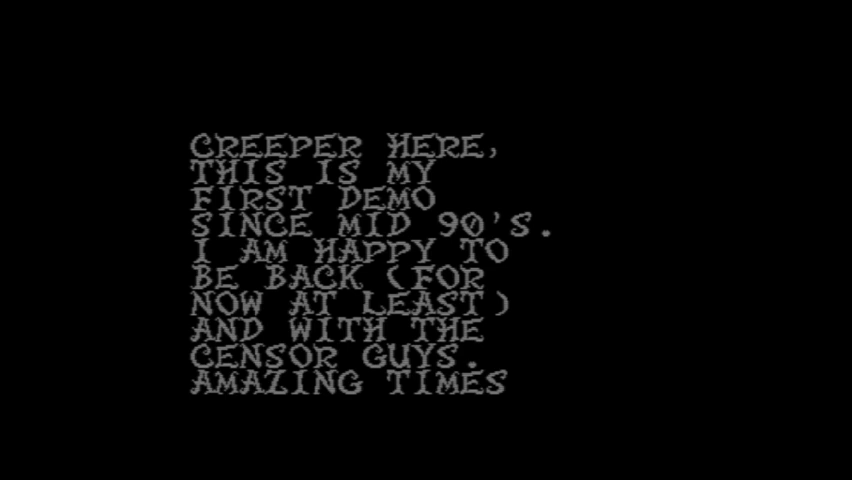 CREEPER HERE,
THIS IS MY
FIRST DEMO
SINCE MID 90'S.
I AM HAPPY TO
BE BACK (FOR
NOW AT LEAST)
AND WITH THE
CENSOR GUYS.
AMAZING TIMES